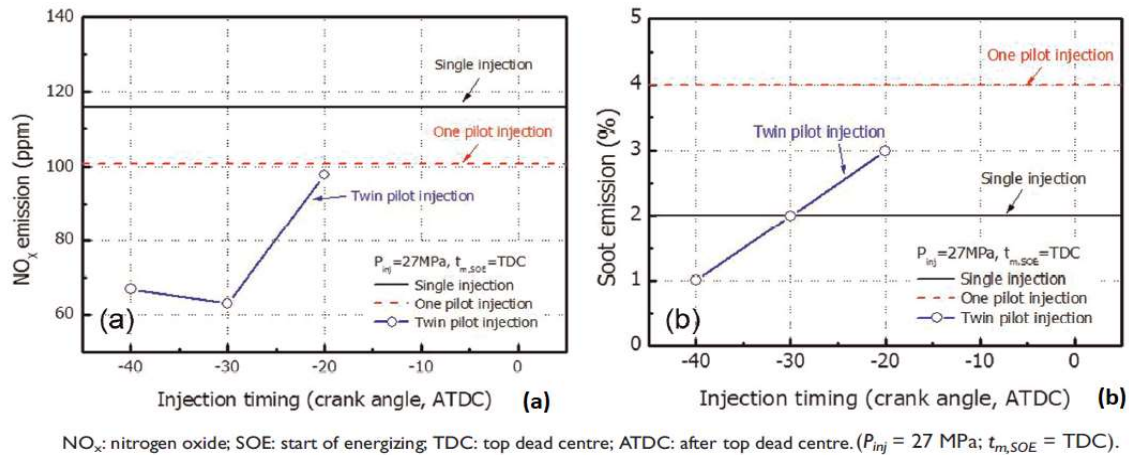 140
120
100
80
60
NOx emission (ppm)
Single injection
One pilot injection
Twin pilot injection
Pinj=27MPa, tm,SOE=TDC
Single injection
One pilot injection
Twin pilot injection
(a)
-40 -30 -20 -10 0
Injection timing (crank angle, ATDC) (a)
5
4
3
2
1
0
Soot emission (%)
One pilot injection
Twin pilot injection
Single injection
Pinj=27MPa, tm,SOE=TDC
Single injection
One pilot injection
Twin pilot injection
(b)
-40 -30 -20 -10 0
Injection timing (crank angle, ATDC) (b)
NOx: nitrogen oxide; SOE: start of energizing; TDC: top dead centre; ATDC: after top dead centre. (Pinj = 27 MPa; tm,SOE = TDC).